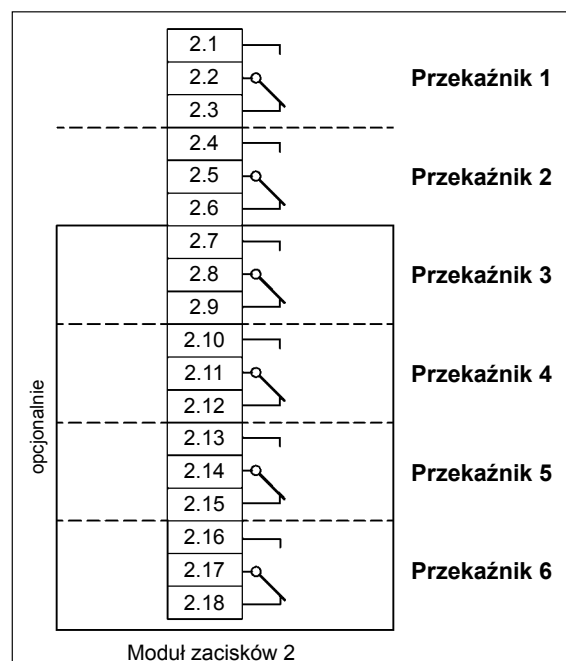 2.1
2.2
2.3
Przekaźnik 1
2.4
2.5
2.6
Przekaźnik 2
2.7
2.8
2.9
Przekaźnik 3
2.10
2.11
2.12
Przekaźnik 4
2.13
2.14
2.15
Przekaźnik 5
2.16
2.17
2.18
Przekaźnik 6
opcjonalnie
Moduł zacisków 2